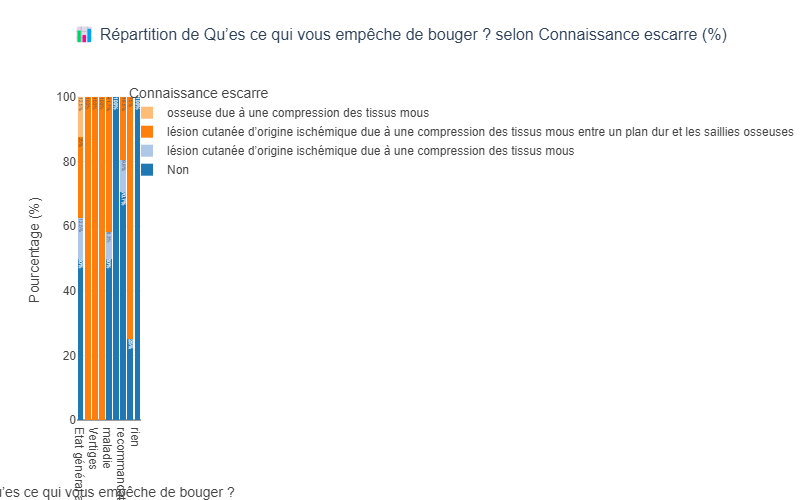 Répartition de Qu’es ce qui vous empêche de bouger ? selon Connaissance escarre (%)
Connaissance escarre
osseuse due à une compression des tissus mous
lésion cutanée d’origine ischémique due à une compression des tissus mous entre un plan dur et les saillies osseuses
lésion cutanée d’origine ischémique due à une compression des tissus mous
Non
Pourcentage (%)
100
80
60
40
20
0
Etat général
Vertiges
maladie
recommandat
rien
u’es ce qui vous empêche de bouger ?